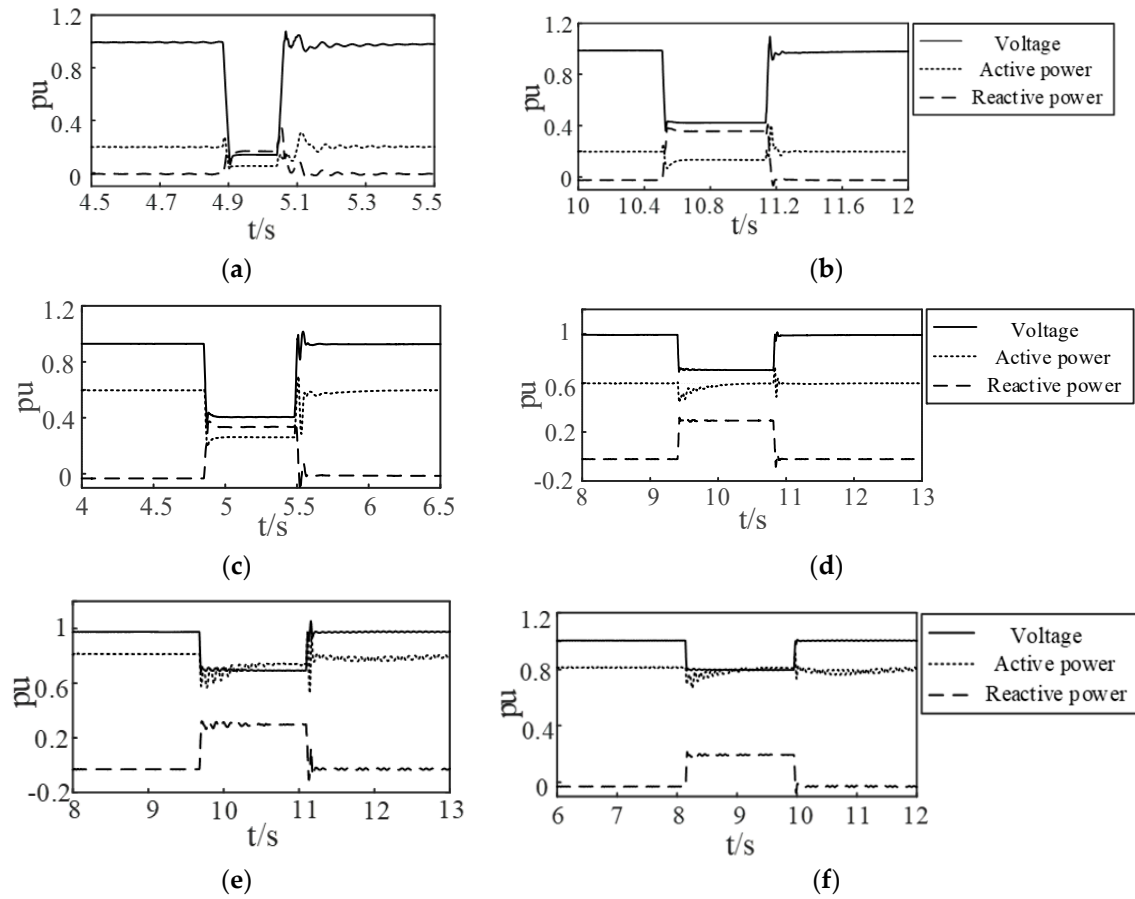 1.2
0.8
0.4
0
pu
4.5 4.7 4.9 5.1 5.3 5.5
t/s
(a)
1.2
0.8
0.4
0
pu
10 10.4 10.8 11.2 11.6 12
t/s
(b)
Voltage
Active power
Reactive power
1.2
0.8
0.4
0
pu
4 4.5 5 5.5 6 6.5
t/s
(c)
1
0.6
0.2
-0.2
pu
8 9 10 11 12 13
t/s
(d)
Voltage
Active power
Reactive power
1
0.6
0.2
-0.2
pu
8 9 10 11 12 13
t/s
(e)
1.2
0.8
0.4
0
pu
6 7 8 9 10 11 12
t/s
(f)
Voltage
Active power
Reactive power